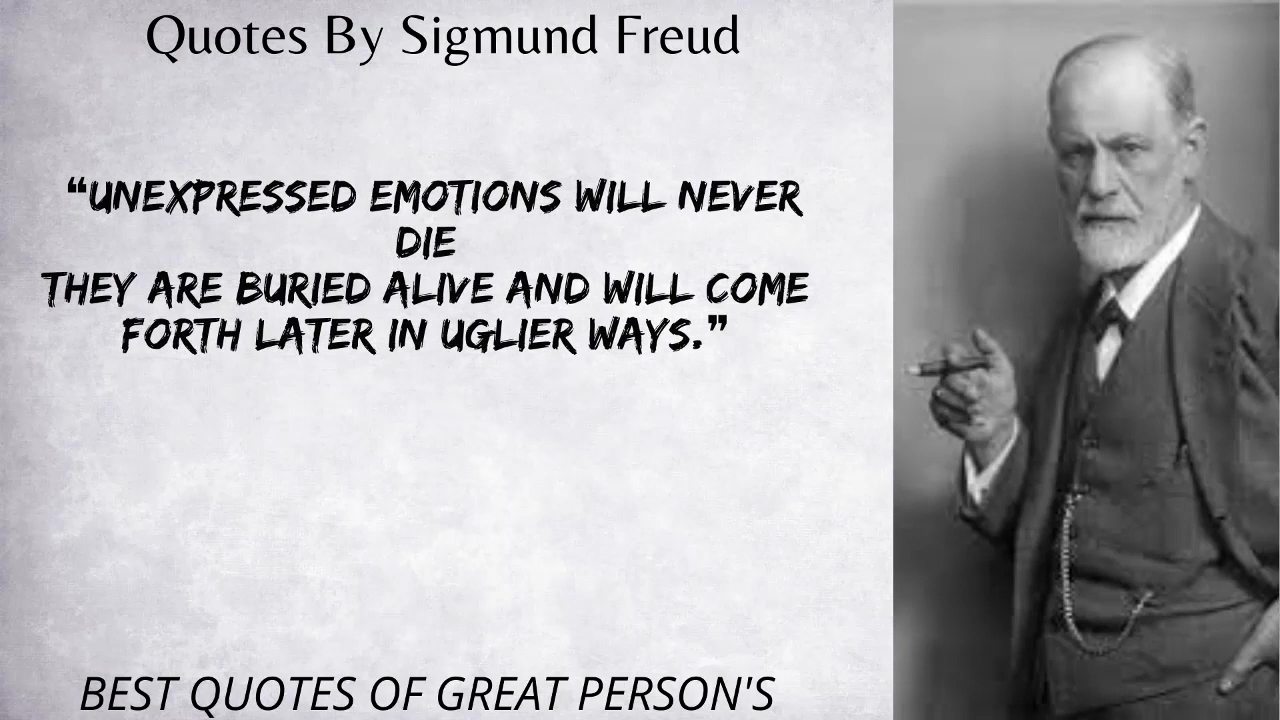 Quotes By Sigmund Freud
❝UNEXPRESSED EMOTIONS WILL NEVER
DIE
THEY ARE BURIED ALIVE AND WILL COME
FORTH LATER IN UGLIER WAYS.❞
BEST QUOTES OF GREAT PERSON'S